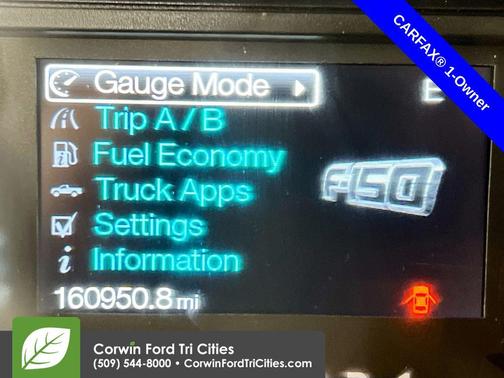 CARFAX® 1-Owner
Gauge Mode
E
Trip A / B
Fuel Economy
F-150
Truck Apps
Settings
Information
160950.8 mi
Corwin Ford Tri Cities
(509) 544-8000 • CorwinFordTriCities.com